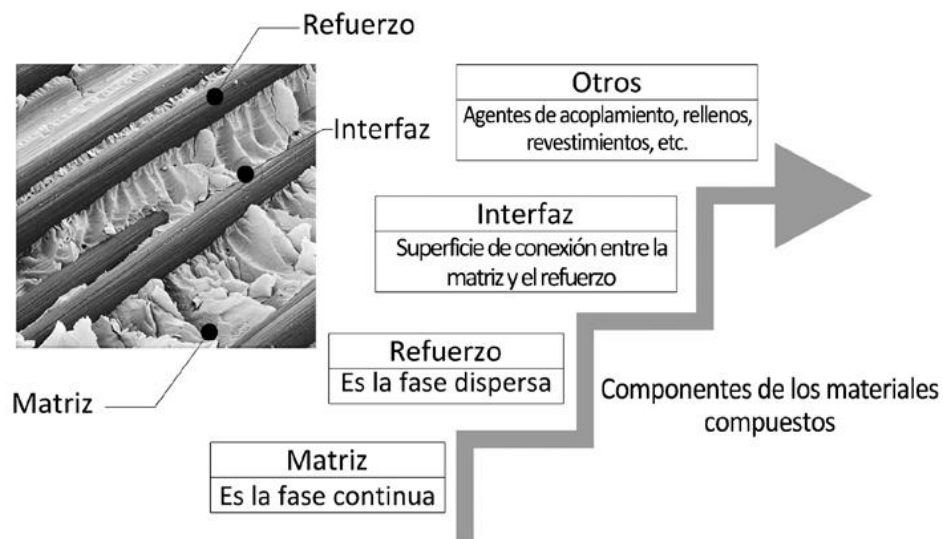 Refuerzo
Interfaz
Matriz
Otros
Agentes de acoplamiento, rellenos,
revestimientos, etc.
Interfaz
Superficie de conexión entre la
matriz y el refuerzo
Refuerzo
Es la fase dispersa
Matriz
Es la fase continua
Componentes de los materiales
compuestos